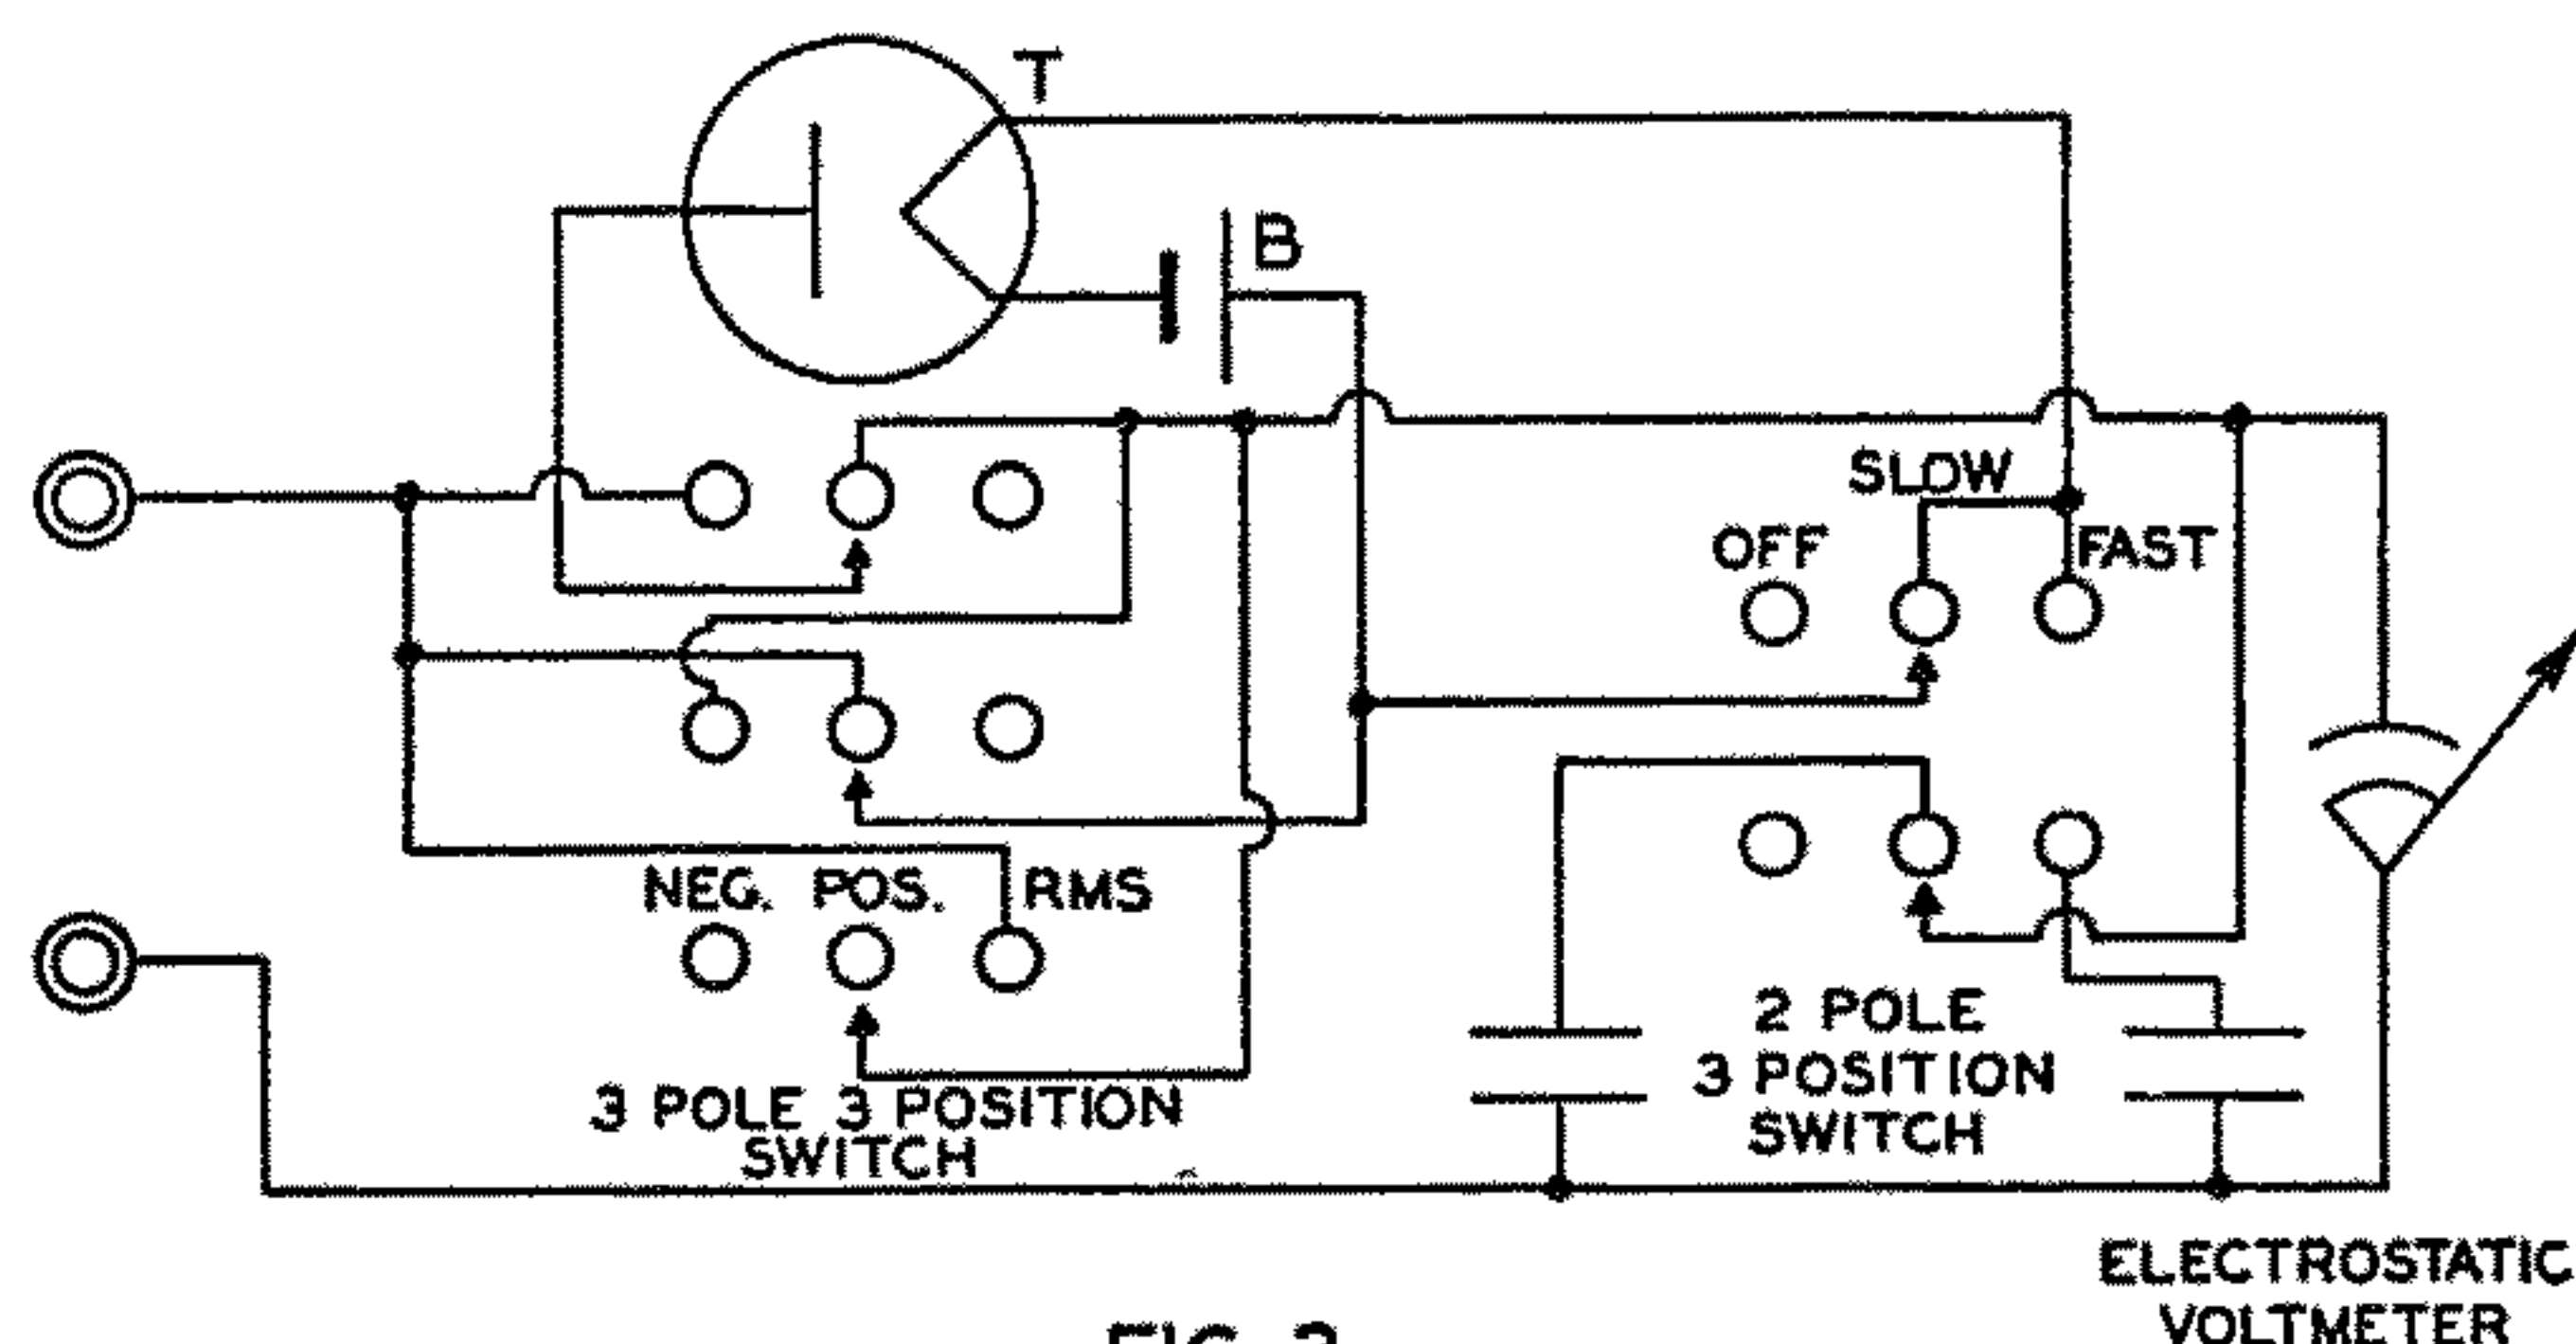 T
B
SLOW
OFF
FAST
NEG. POS. RMS
3 POLE 3 POSITION
SWITCH
2 POLE
3 POSITION
SWITCH
ELECTROSTATIC
VOLTMETER